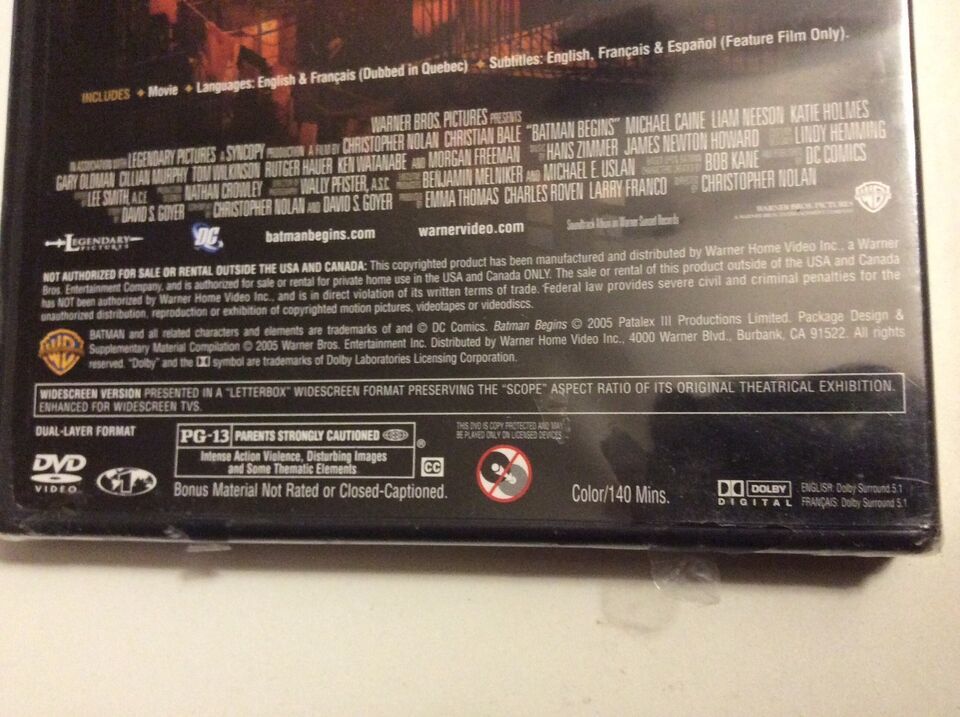 INCLUDES ✦ Movie ✦ Languages: English & Français (Dubbed in Quebec) ✦ Subtitles: English, Français & Español (Feature Film Only).
WARNER BROS. PICTURES PRESENTS
IN ASSOCIATION WITH LEGENDARY PICTURES A SYNCOPY PRODUCTION A FILM BY CHRISTOPHER NOLAN CHRISTIAN BALE "BATMAN BEGINS" MICHAEL CAINE LIAM NEESON KATIE HOLMES
GARY OLDMAN CILLIAN MURPHY TOM WILKINSON RUTGER HAUER KEN WATANABE AND MORGAN FREEMAN HANS ZIMMER JAMES NEWTON HOWARD LINDY HEMMING
LEE SMITH, A.C.E. NATHAN CROWLEY WALLY PFISTER, A.S.C. BENJAMIN MELNIKER AND MICHAEL E. USLAN BOB KANE DC COMICS
DAVID S. GOYER CHRISTOPHER NOLAN AND DAVID S. GOYER EMMA THOMAS CHARLES ROVEN LARRY FRANCO CHRISTOPHER NOLAN
LEGENDARY PICTURES DC batmanbegins.com warnervideo.com Soundtrack Album on Warner Sunset Records WARNER BROS. PICTURES
A WARNER BROS. ENTERTAINMENT COMPANY
NOT AUTHORIZED FOR SALE OR RENTAL OUTSIDE THE USA AND CANADA: This copyrighted product has been manufactured and distributed by Warner Home Video Inc., a Warner
Bros. Entertainment Company, and is authorized for sale or rental for private home use in the USA and Canada ONLY. The sale or rental of this product outside of the USA and Canada
has NOT been authorized by Warner Home Video Inc., and is in direct violation of its written terms of trade. Federal law provides severe civil and criminal penalties for the
unauthorized distribution, reproduction or exhibition of copyrighted motion pictures, videotapes or videodiscs.
BATMAN and all related characters and elements are trademarks of and © DC Comics. Batman Begins © 2005 Patalex III Productions Limited. Package Design &
Supplementary Material Compilation © 2005 Warner Bros. Entertainment Inc. Distributed by Warner Home Video Inc., 4000 Warner Blvd., Burbank, CA 91522. All rights
reserved. "Dolby" and the DD symbol are trademarks of Dolby Laboratories Licensing Corporation.
WIDESCREEN VERSION PRESENTED IN A "LETTERBOX" WIDESCREEN FORMAT PRESERVING THE "SCOPE" ASPECT RATIO OF ITS ORIGINAL THEATRICAL EXHIBITION.
ENHANCED FOR WIDESCREEN TVS.
DUAL-LAYER FORMAT
DVD
VIDEO
1
PG-13 PARENTS STRONGLY CAUTIONED ®
Intense Action Violence, Disturbing Images
and Some Thematic Elements
CC
Bonus Material Not Rated or Closed-Captioned.
THIS DVD IS COPY PROTECTED AND MAY
BE PLAYED ONLY ON LICENSED DEVICES
Color/140 Mins.
DOLBY
DIGITAL
ENGLISH: Dolby Surround 5.1
FRANÇAIS: Dolby Surround 5.1